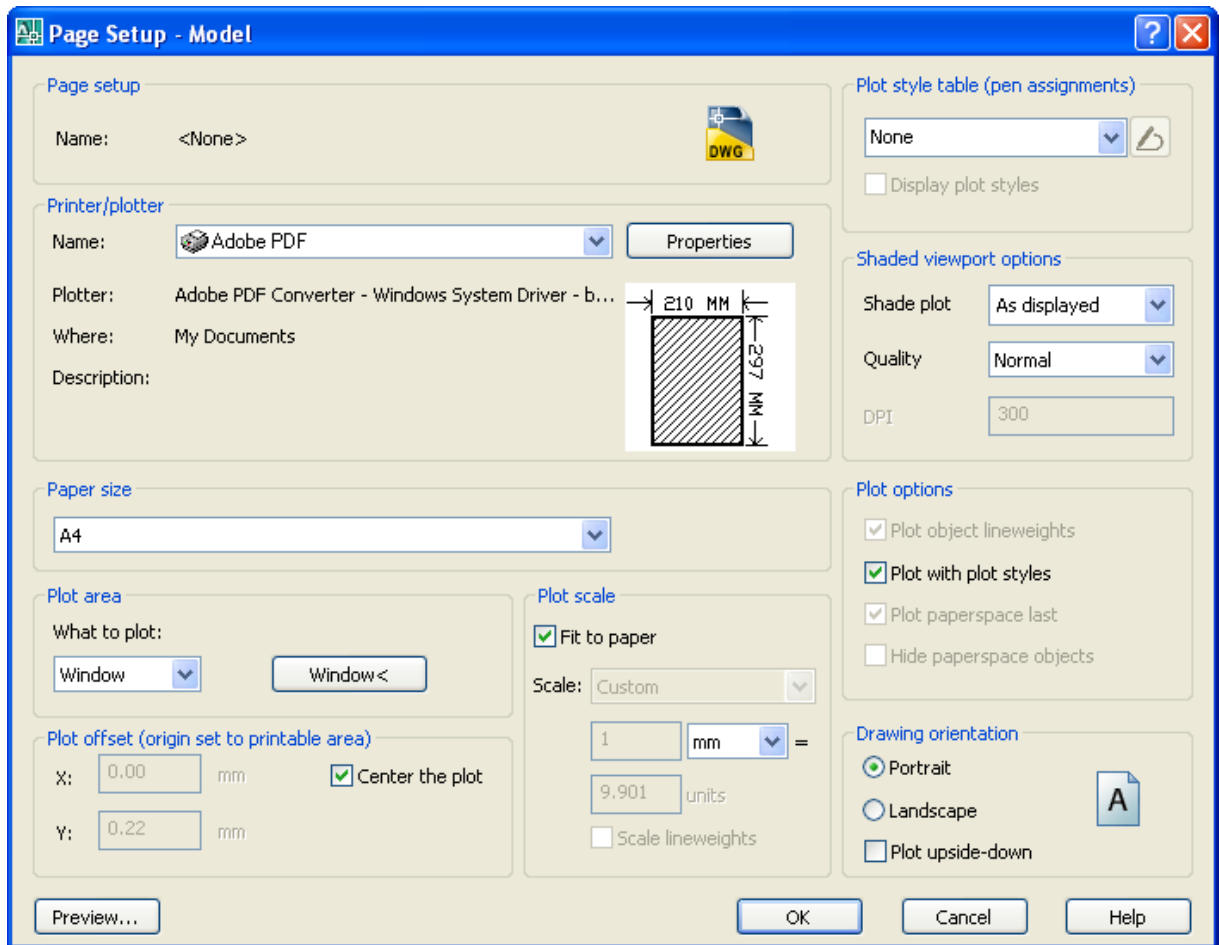 Page Setup - Model
Page setup
Name: <None>
DWG
Plot style table (pen assignments)
None
Display plot styles
Printer/plotter
Name: Adobe PDF Properties
Plotter: Adobe PDF Converter - Windows System Driver - b...
Where: My Documents
Description:
210 MM
297 MM
Shaded viewport options
Shade plot As displayed
Quality Normal
DPI 300
Paper size
A4
Plot options
Plot object lineweights
Plot with plot styles
Plot paperspace last
Hide paperspace objects
Plot area
What to plot:
Window Window<
Plot scale
Fit to paper
Scale: Custom
1 mm =
9.901 units
Scale lineweights
Plot offset (origin set to printable area)
X: 0.00 mm Center the plot
Y: 0.22 mm
Drawing orientation
Portrait
Landscape
Plot upside-down
A
Preview... OK Cancel Help